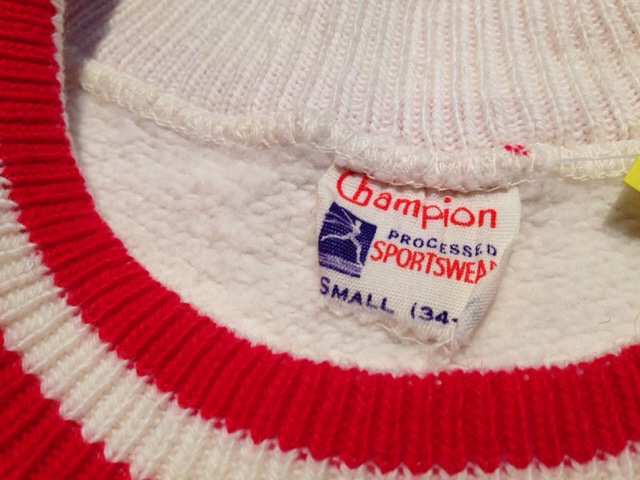 Champion
PROCESSED
SPORTSWEAR
SMALL (34-